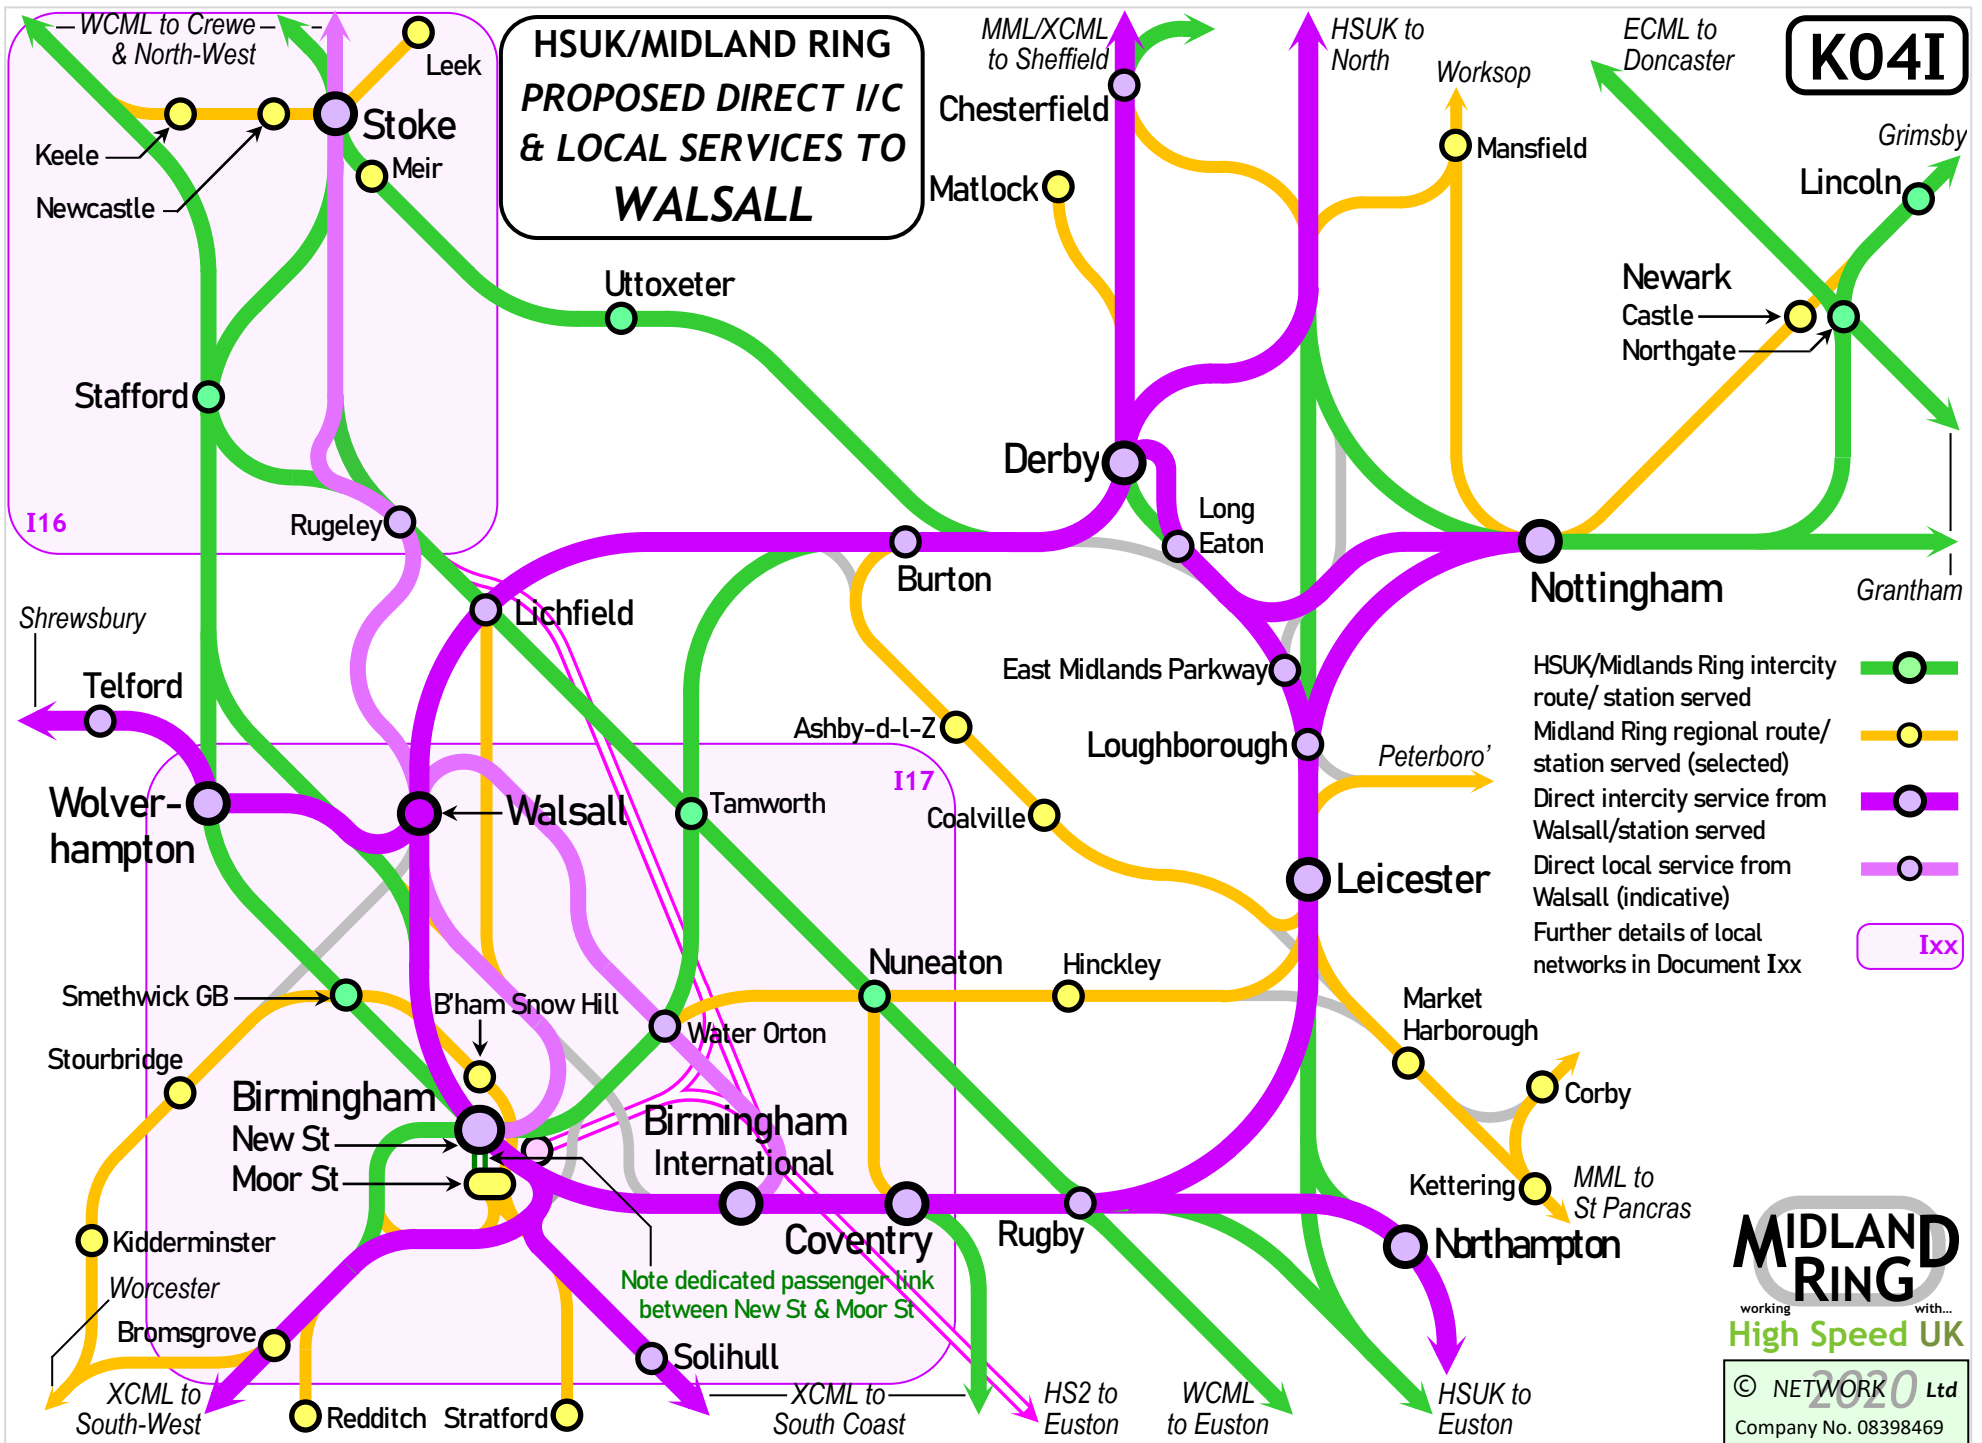 WCML to Crewe
& North-West
Leek
Stoke
Keele
Meir
Newcastle
Stafford
I16
Rugeley
HSUK/MIDLAND RING
PROPOSED DIRECT I/C
& LOCAL SERVICES TO
WALSALL
MML/XCML
to Sheffield
Chesterfield
Matlock
HSUK to
North
Worksop
Mansfield
ECML to
Doncaster
K04I
Grimsby
Lincoln
Newark
Castle
Northgate
Uttoxeter
Derby
Long
Eaton
Burton
Nottingham
Grantham
Lichfield
Shrewsbury
Telford
Wolver-
hampton
Walsall
I17
Tamworth
East Midlands Parkway
Ashby-d-l-Z
Loughborough
Peterboro'
Coalville
Leicester
HSUK/Midlands Ring intercity
route/ station served
Midland Ring regional route/
station served (selected)
Direct intercity service from
Walsall/station served
Direct local service from
Walsall (indicative)
Further details of local
networks in Document Ixx
Ixx
Nuneaton
Hinckley
Smethwick GB
B'ham Snow Hill
Water Orton
Stourbridge
Market
Harborough
Corby
Birmingham
New St
Moor St
Birmingham
International
Kettering
MML to
St Pancras
Coventry
Rugby
Northampton
Kidderminster
Worcester
Bromsgrove
Note dedicated passenger link
between New St & Moor St
Solihull
XCML to
South-West
Redditch
Stratford
XCML to
South Coast
HS2 to
Euston
WCML
to Euston
HSUK to
Euston
MIDLAND
RING
working with...
High Speed UK
© NETWORK 2020 Ltd
Company No. 08398469